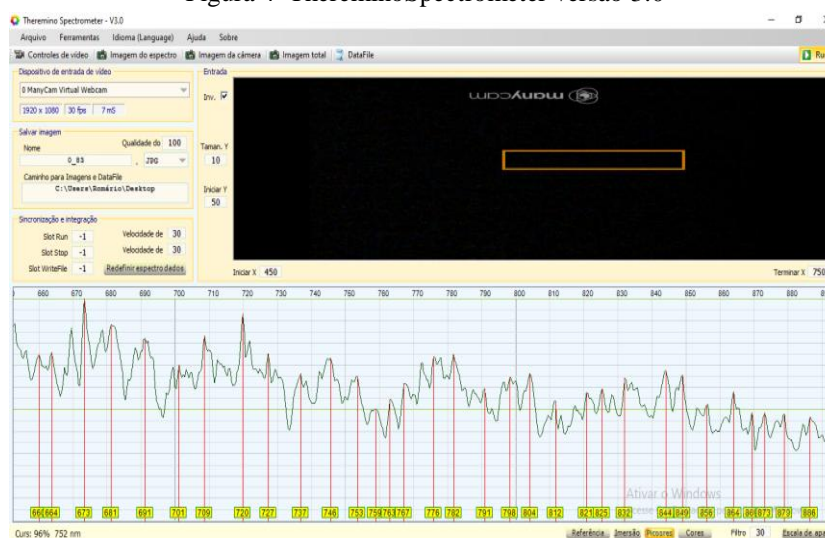 Figura 4- ThereminoSpectrometer versão 3.0
Theremino Spectrometer - V3.0
Arquivo Ferramentas Idioma (Language) Ajuda Sobre
Controles de vídeo Imagem do espectro Imagem da câmera Imagem total DataFile Ru
Dispositivo de entrada de vídeo
0 ManyCam Virtual Webcam
1920 x 1080 30 fps 7 mS
Salvar imagem
Nome Qualidade do 100
0_83 . JPG
Caminho para Imagens e DataFile
C:\Users\Romário\Desktop
Sincronização e integração
Slot Run -1 Velocidade de 30
Slot Stop -1 Velocidade de 30
Slot WriteFile -1 Redefinir espectro dados
Entrada
Inv.
Taman. Y
10
Iniciar Y
50
manycam
Iniciar X 450 Terminar X 750
660 670 680 690 700 710 720 730 740 750 760 770 780 790 800 810 820 830 840 850 860 870 880
Ativar o Windows
664 673 681 691 701 709 720 727 737 746 753 759 763 767 776 782 791 798 804 812 821 825 832 844 849 856 864 873 879 886
Curs: 96% 752 nm Referência Imersão Picosres Cores Filtro 30 Escala de apa